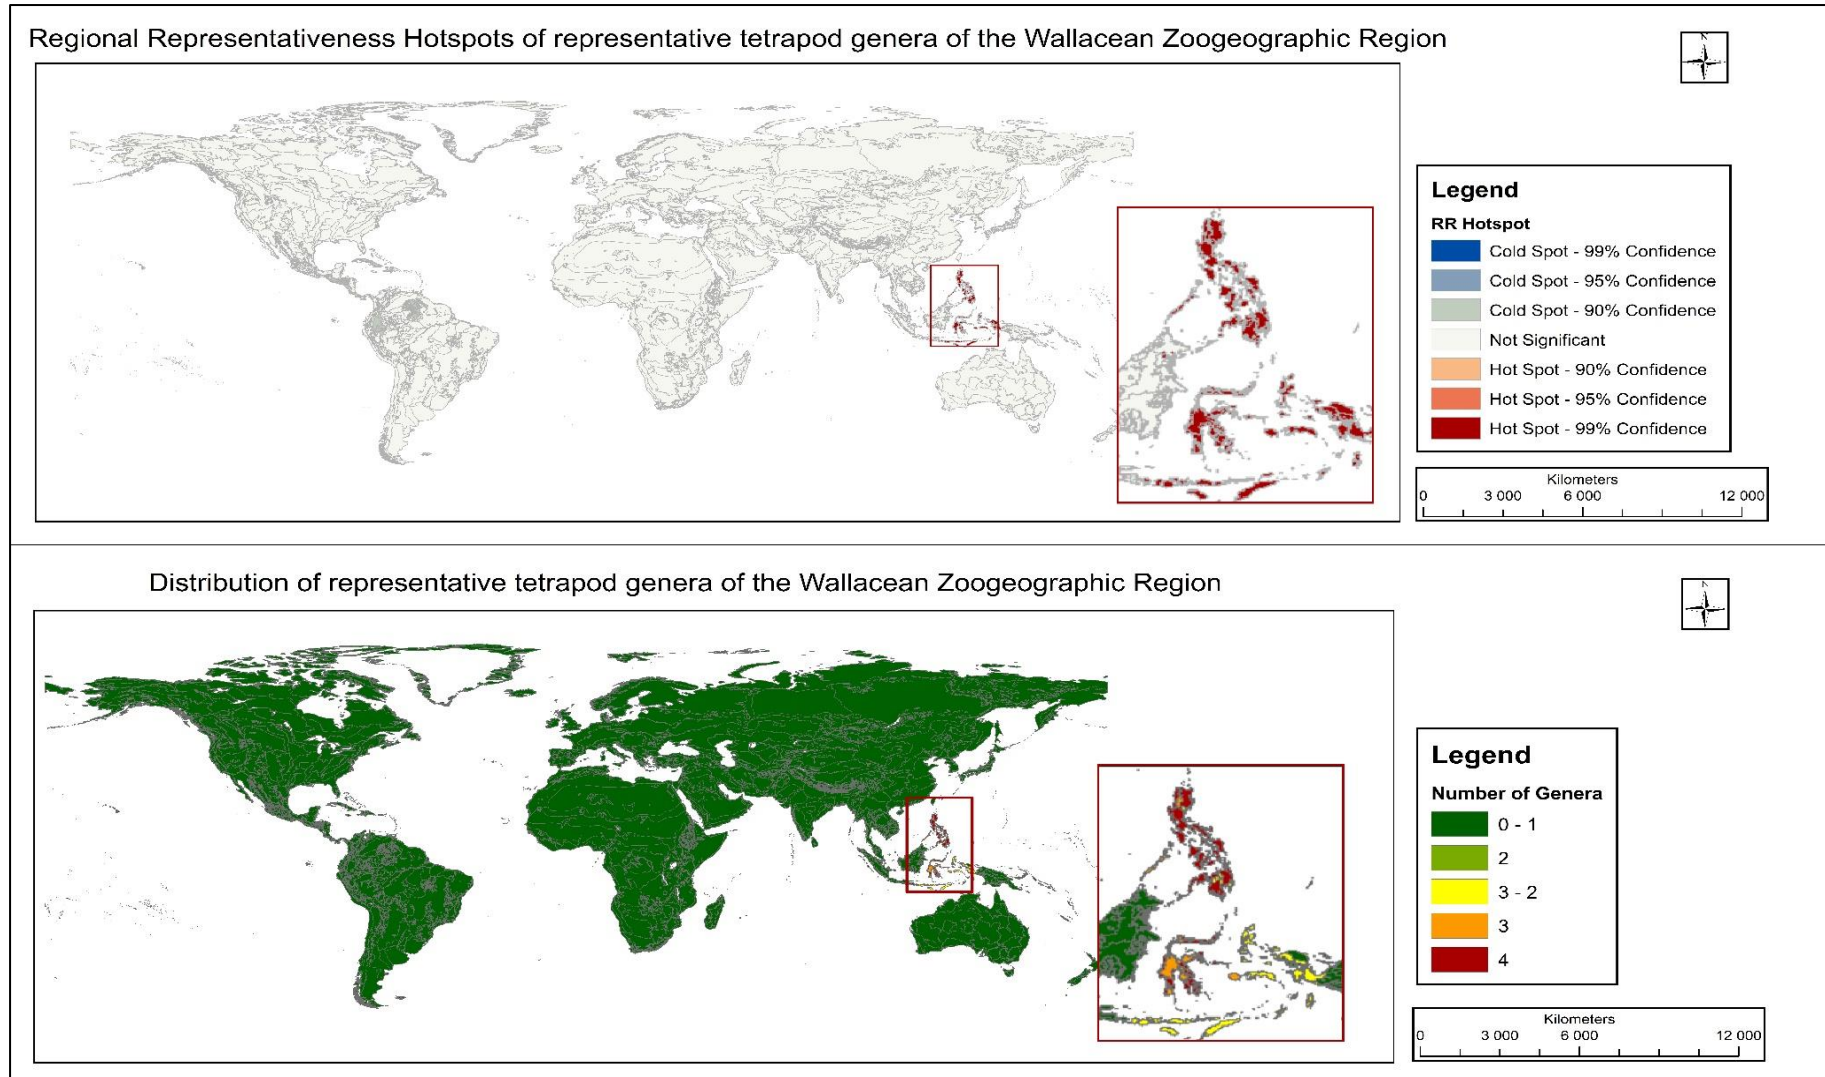 Regional Representativeness Hotspots of representative tetrapod genera of the Wallacean Zoogeographic Region
N
Legend
RR Hotspot
Cold Spot - 99% Confidence
Cold Spot - 95% Confidence
Cold Spot - 90% Confidence
Not Significant
Hot Spot - 90% Confidence
Hot Spot - 95% Confidence
Hot Spot - 99% Confidence
Kilometers
0 3 000 6 000 12 000
Distribution of representative tetrapod genera of the Wallacean Zoogeographic Region
N
Legend
Number of Genera
0 - 1
2
3 - 2
3
4
Kilometers
0 3 000 6 000 12 000